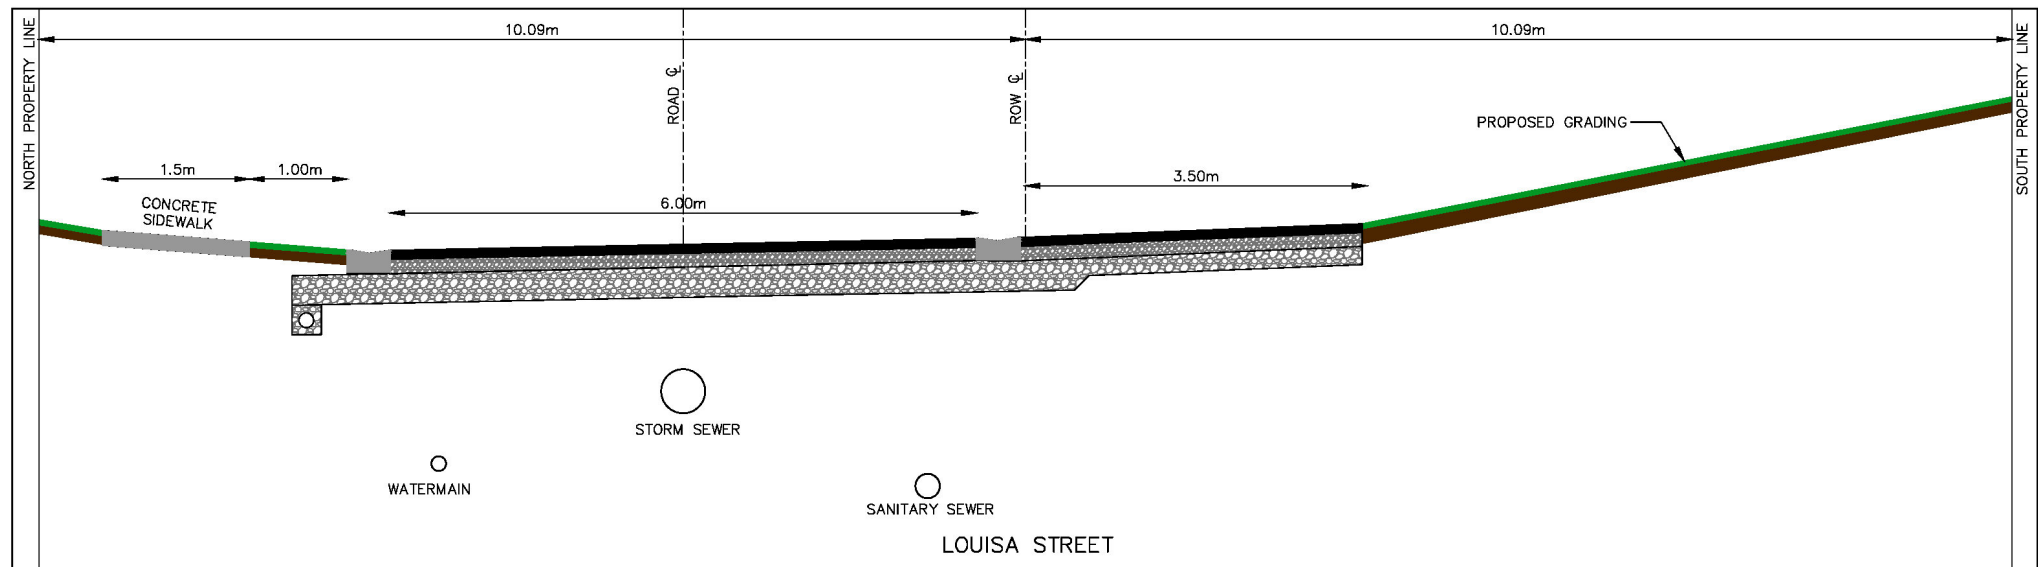 NORTH PROPERTY LINE
10.09m
10.09m
SOUTH PROPERTY LINE
ROAD ℄
ROW ℄
PROPOSED GRADING
1.5m
1.00m
3.50m
CONCRETE
SIDEWALK
6.00m
STORM SEWER
WATERMAIN
SANITARY SEWER
LOUISA STREET